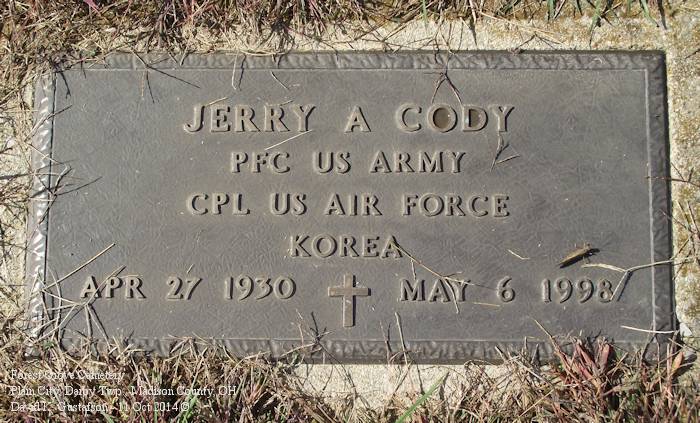 JERRY A CODY
PFC US ARMY
CPL US AIR FORCE
KOREA
APR 27 1930 MAY 6 1998
Forest Grove Cemetery
Plain City, Darby Twp., Madison County, OH
Gustafson - 11 Oct 2014 ©